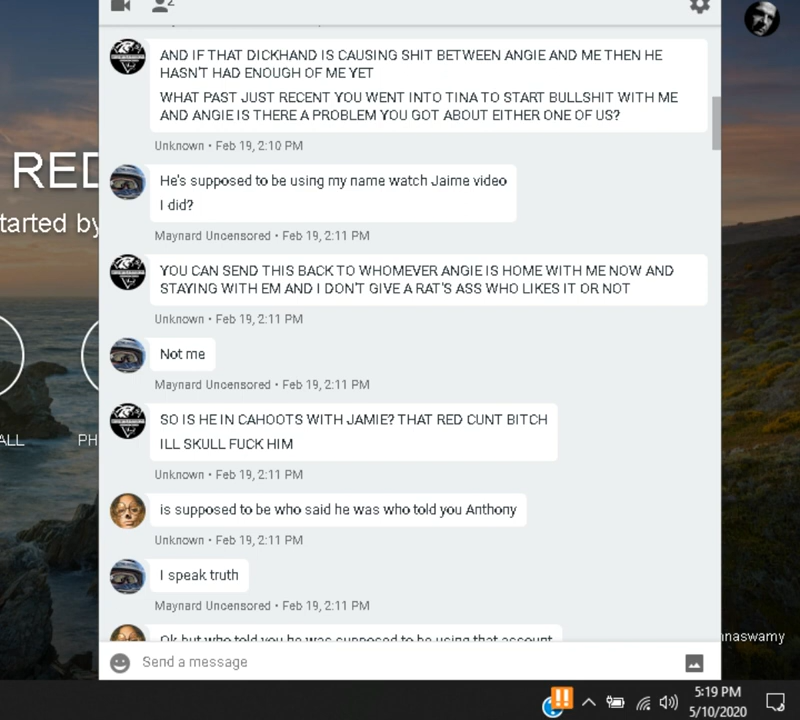 2
AND IF THAT DICKHAND IS CAUSING SHIT BETWEEN ANGIE AND ME THEN HE
HASN'T HAD ENOUGH OF ME YET
WHAT PAST JUST RECENT YOU WENT INTO TINA TO START BULLSHIT WITH ME
AND ANGIE IS THERE A PROBLEM YOU GOT ABOUT EITHER ONE OF US?
Unknown • Feb 19, 2:10 PM
RED
tarted by
He's supposed to be using my name watch Jaime video
I did?
Maynard Uncensored • Feb 19, 2:11 PM
YOU CAN SEND THIS BACK TO WHOMEVER ANGIE IS HOME WITH ME NOW AND
STAYING WITH EM AND I DON'T GIVE A RAT'S ASS WHO LIKES IT OR NOT
Unknown • Feb 19, 2:11 PM
Not me
Maynard Uncensored • Feb 19, 2:11 PM
SO IS HE IN CAHOOTS WITH JAMIE? THAT RED CUNT BITCH
ILL SKULL FUCK HIM
ALL
PH
Unknown • Feb 19, 2:11 PM
is supposed to be who said he was who told you Anthony
Unknown • Feb 19, 2:11 PM
I speak truth
Maynard Uncensored • Feb 19, 2:11 PM
Ok but who told you he was supposed to be using that account
nnaswamy
Send a message
5:19 PM
5/10/2020